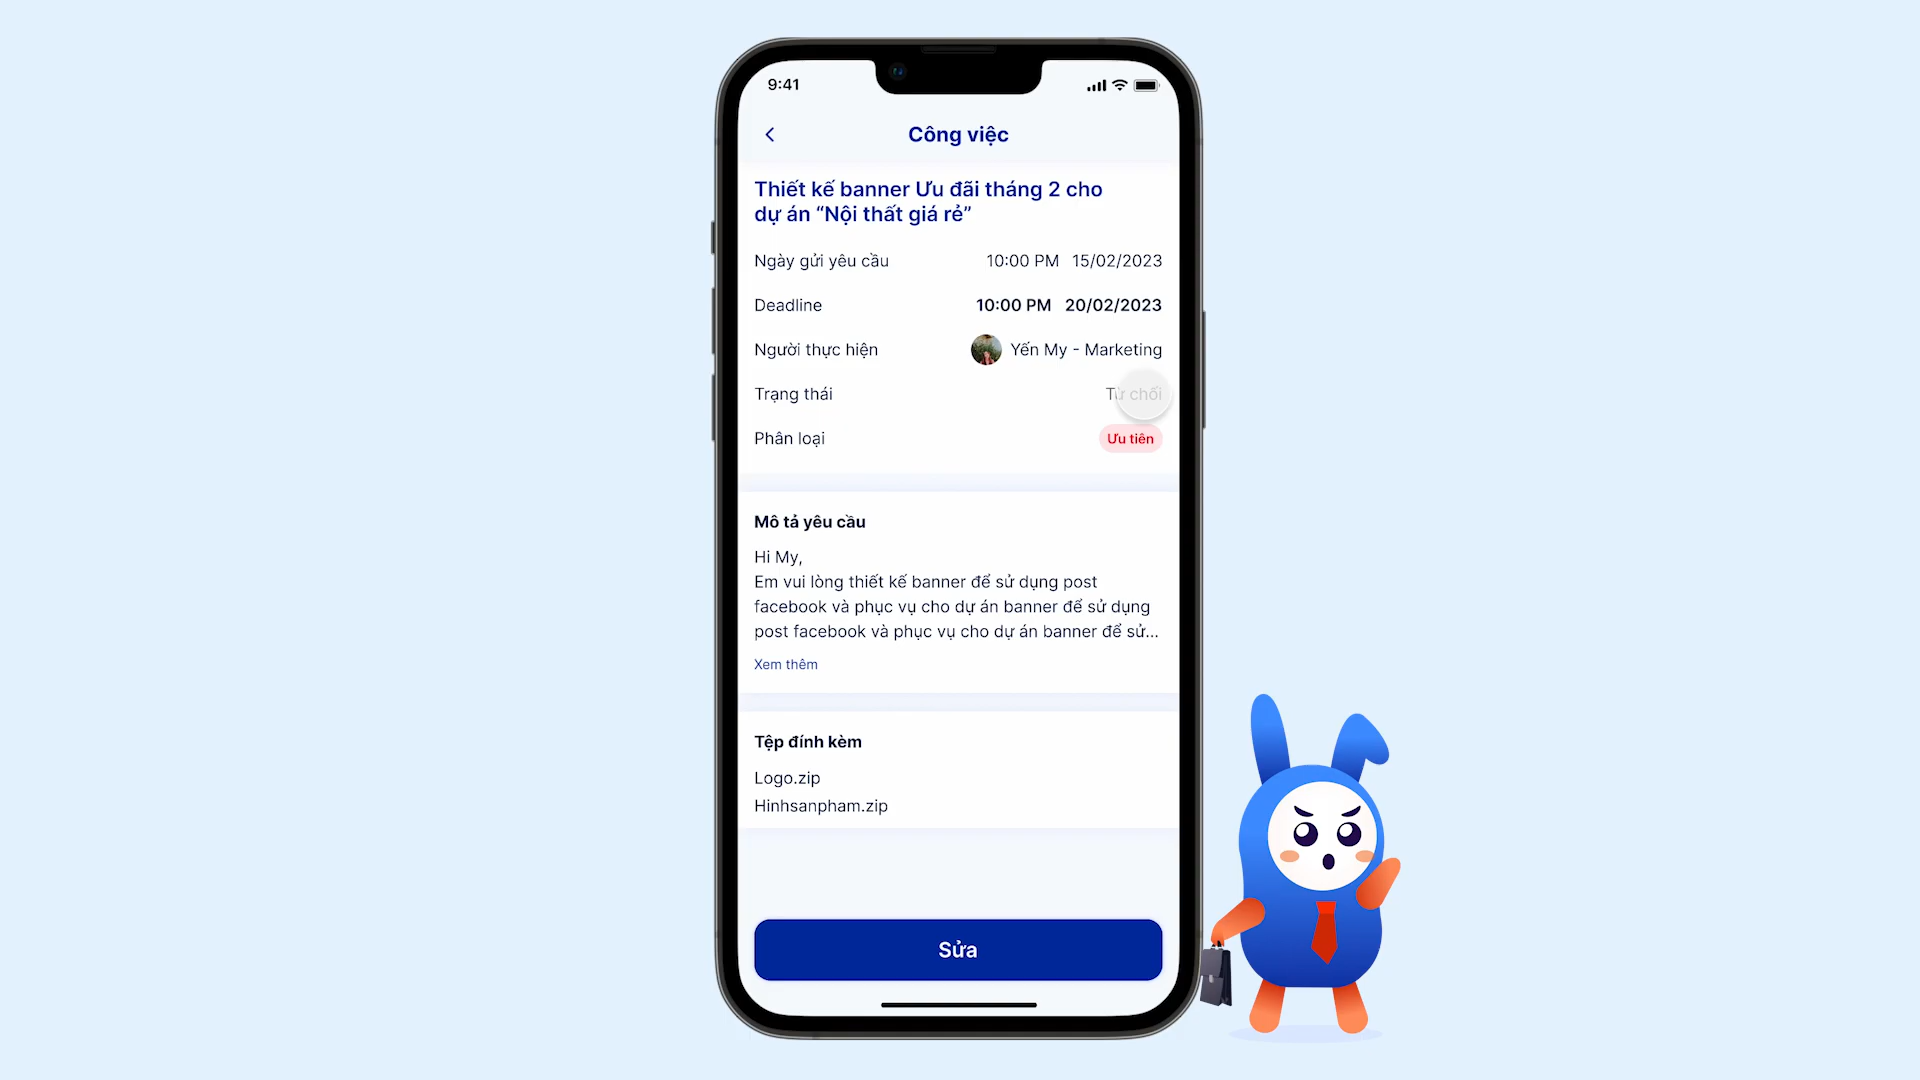 9:41
Công việc
Thiết kế banner Ưu đãi tháng 2 cho
dự án “Nội thất giá rẻ”
Ngày gửi yêu cầu 10:00 PM 15/02/2023
Deadline 10:00 PM 20/02/2023
Người thực hiện Yến My - Marketing
Trạng thái Từ chối
Phân loại Ưu tiên
Mô tả yêu cầu
Hi My,
Em vui lòng thiết kế banner để sử dụng post
facebook và phục vụ cho dự án banner để sử dụng
post facebook và phục vụ cho dự án banner để sử...
Xem thêm
Tệp đính kèm
Logo.zip
Hinhsanpham.zip
Sửa